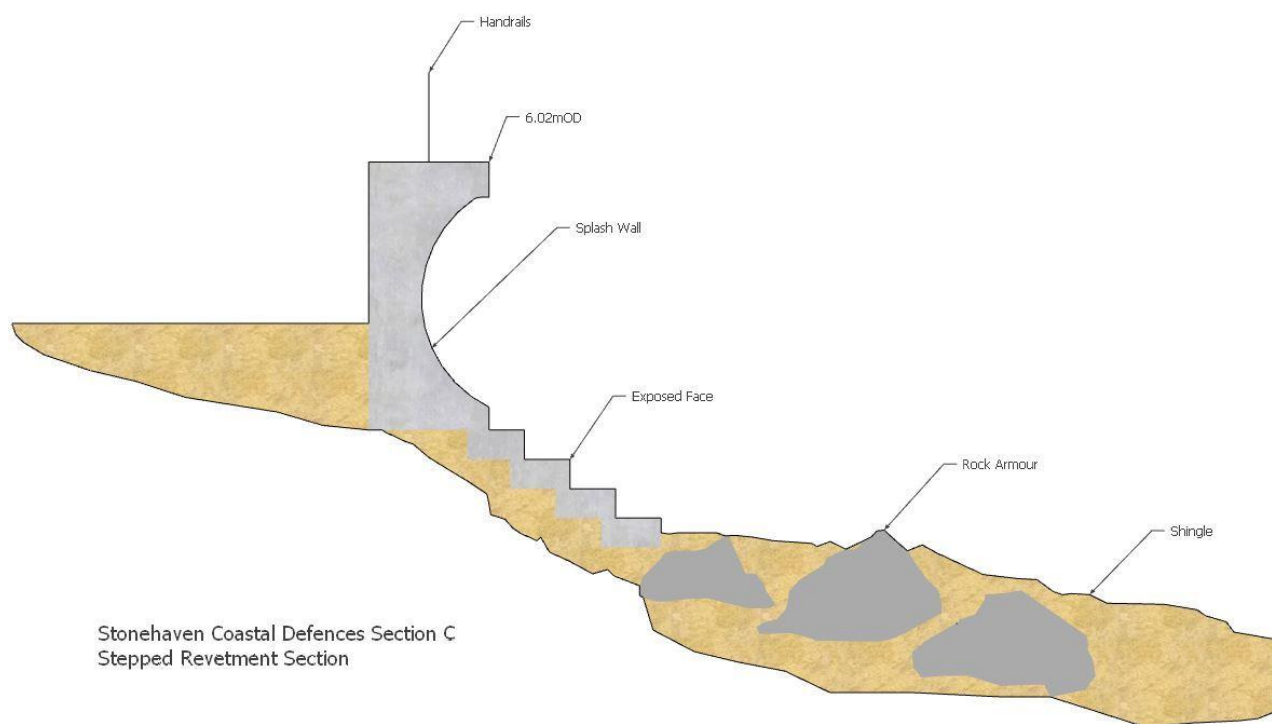 Handrails
6.02mOD
Splash Wall
Exposed Face
Rock Armour
Shingle
Stonehaven Coastal Defences Section C
Stepped Revetment Section